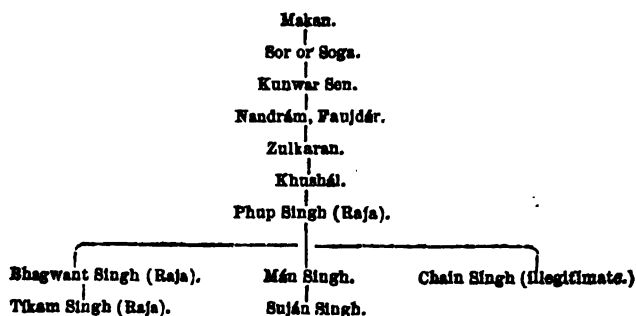 Makan.
Sor or Soga.
Kunwar Sen.
Nandrám, Faujdár.
Zulkaran.
Khushál.
Phup Singh (Raja).
Bhagwant Singh (Raja). Mán Singh. Chain Singh (illegitimate.)
Tíkam Singh (Raja). Suján Singh.